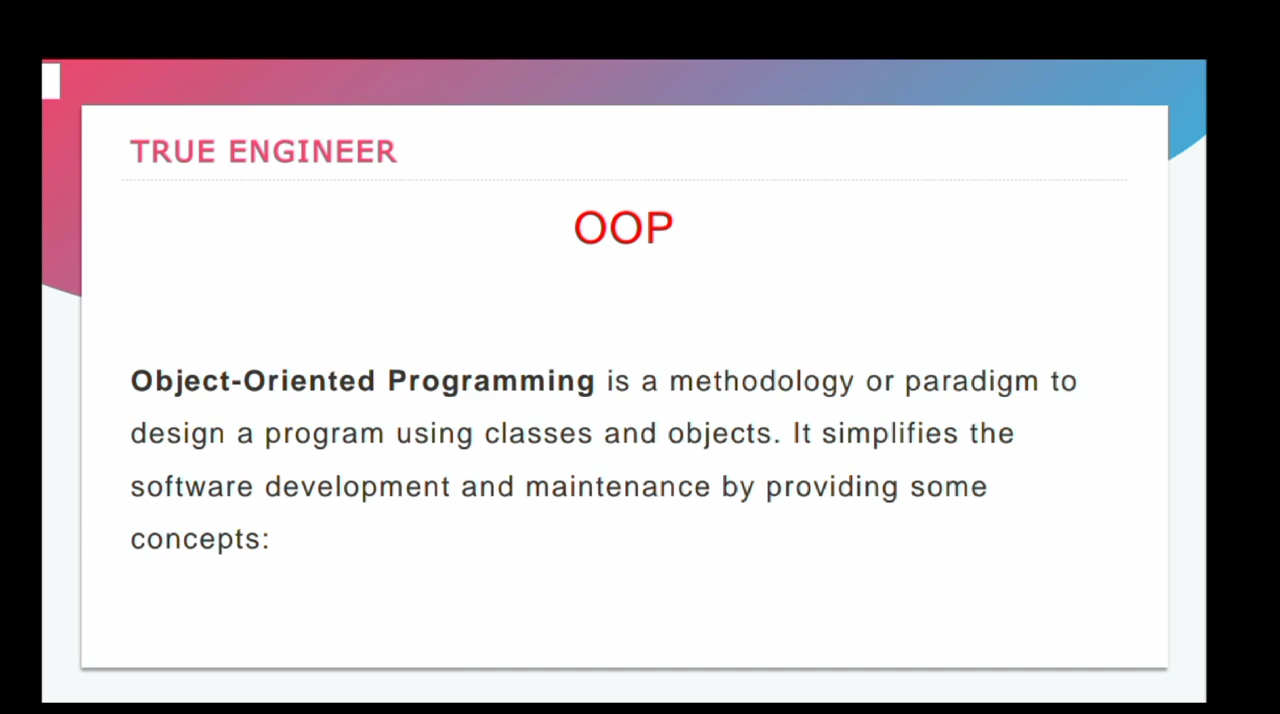 TRUE ENGINEER
OOP
Object-Oriented Programming is a methodology or paradigm to
design a program using classes and objects. It simplifies the
software development and maintenance by providing some
concepts: